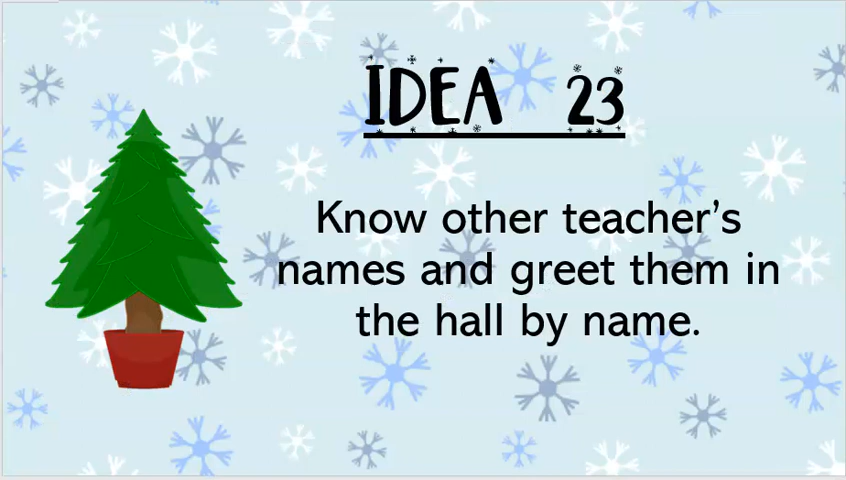 IDEA 23
Know other teacher's
names and greet them in
the hall by name.